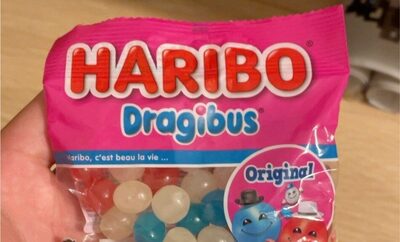 HARIBO
Dragibus
Haribo, c'est beau la vie ...
Original